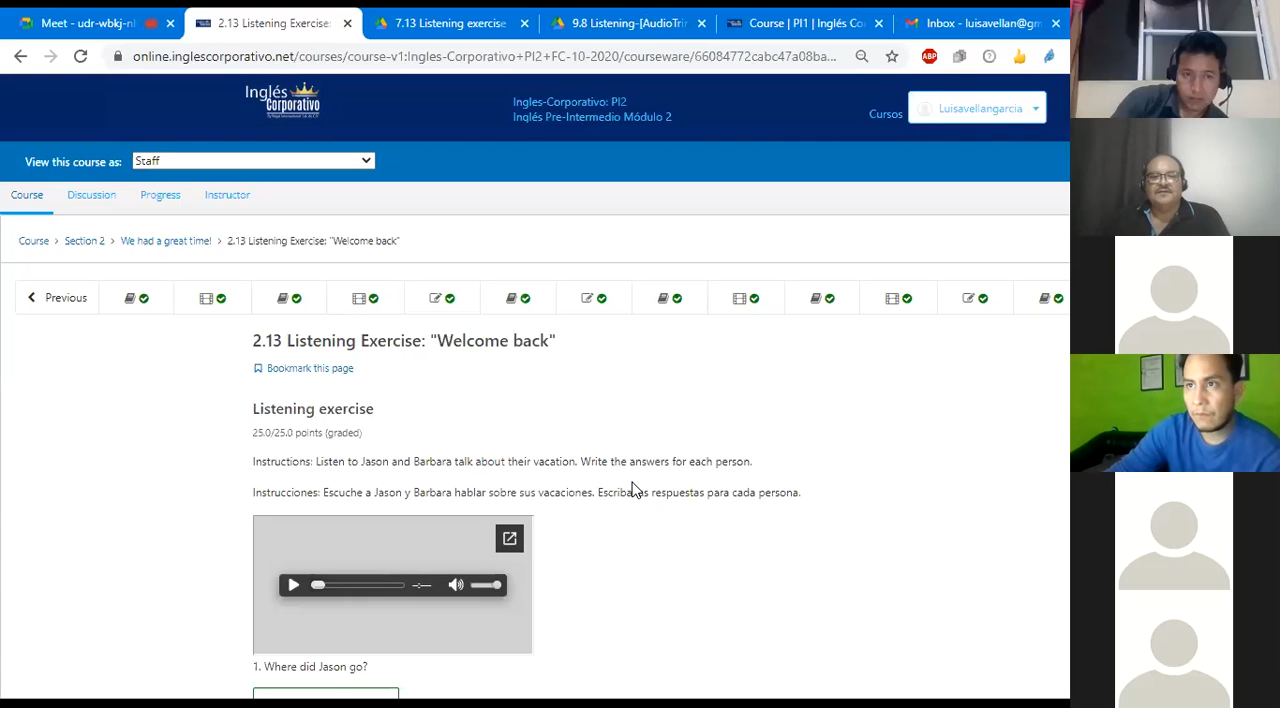 Meet - udr-wbkj-nh
2.13 Listening Exercise:
7.13 Listening exercise
9.8 Listening-[AudioTri
Course | PI1 | Inglés Co
Inbox - luisavellan@gm
online.inglescorporativo.net/courses/course-v1:Ingles-Corporativo+PI2+FC-10-2020/courseware/66084772cabc47a08ba...
ABP
Inglés
Corporativo
Ingles-Corporativo: PI2
Inglés Pre-Intermedio Módulo 2
Cursos
Luisavellangarcia
View this course as:
Staff
Course
Discussion
Progress
Instructor
Course > Section 2 > We had a great time! > 2.13 Listening Exercise: "Welcome back"
Previous
2.13 Listening Exercise: "Welcome back"
Bookmark this page
Listening exercise
25.0/25.0 points (graded)
Instructions: Listen to Jason and Barbara talk about their vacation. Write the answers for each person.
Instrucciones: Escuche a Jason y Barbara hablar sobre sus vacaciones. Escriba las respuestas para cada persona.
1. Where did Jason go?